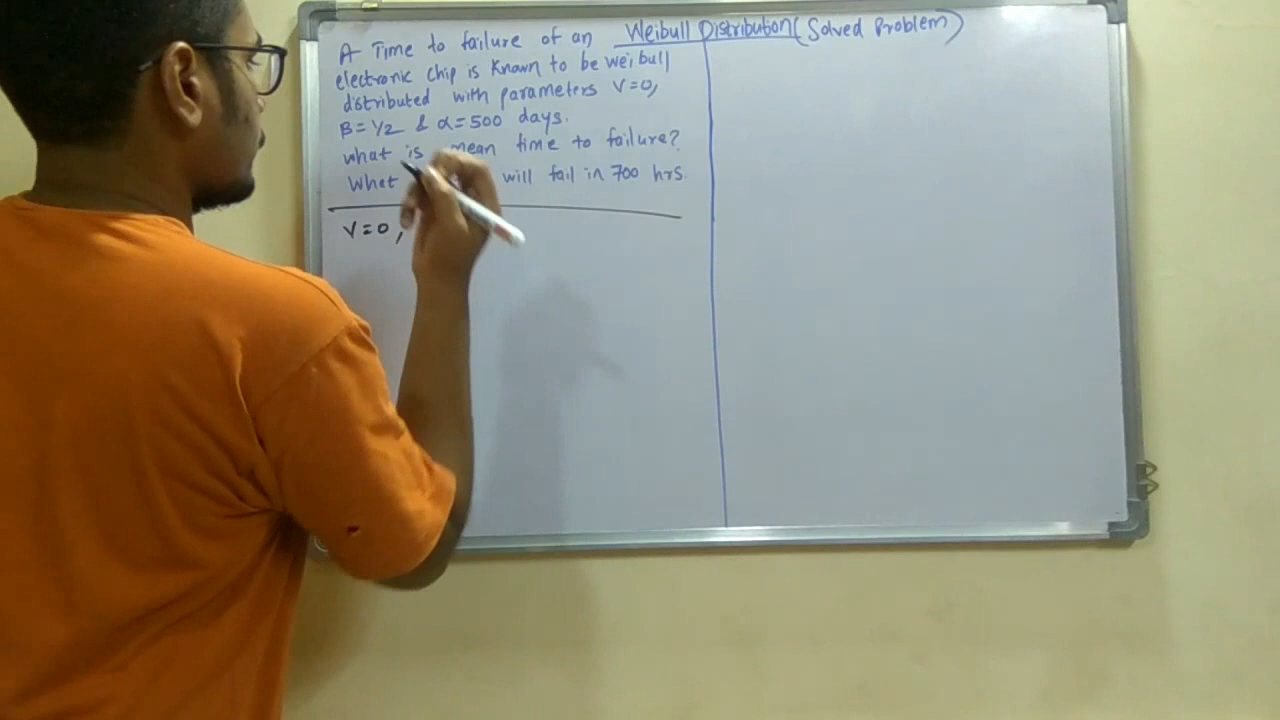 Weibull Distribution (Solved Problem)
A Time to failure of an
electronic chip is known to be weibull
distributed with parameters V=0,
β=1/2 & α=500 days.
what is mean time to failure?
What will fail in 700 hrs.
V=0,